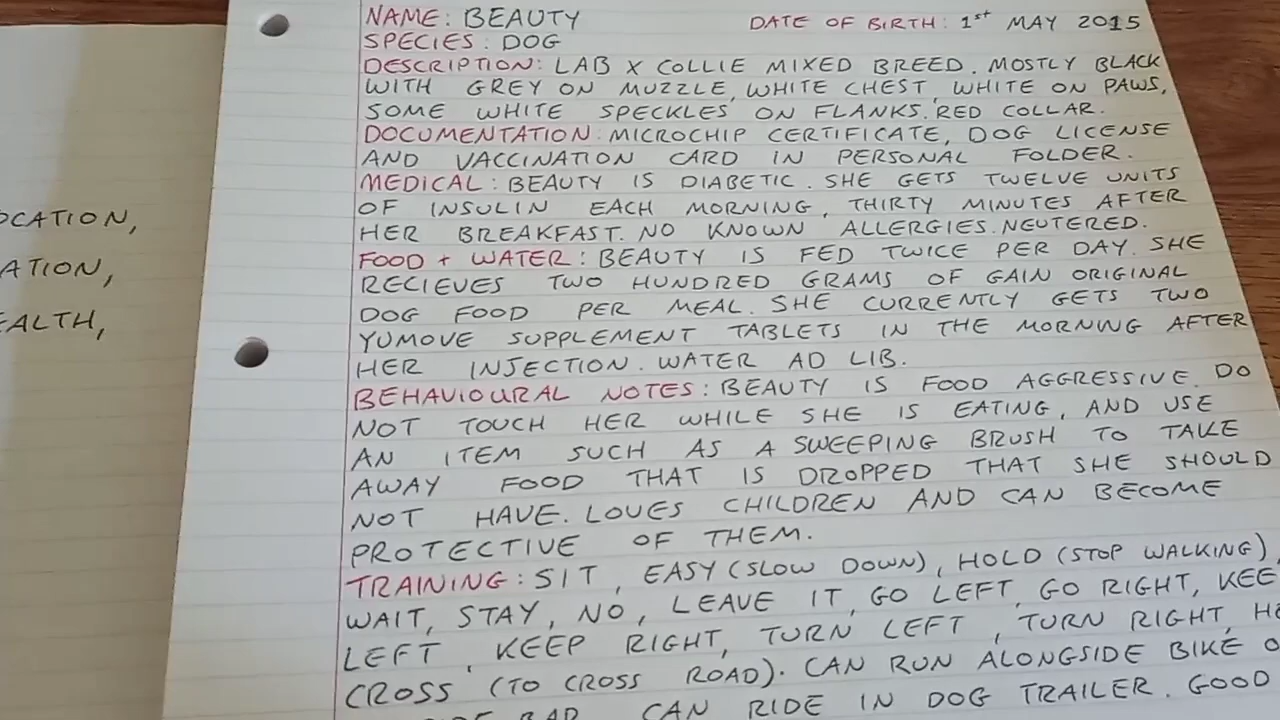 NAME: BEAUTY DATE OF BIRTH: 1st MAY 2015
SPECIES: DOG
DESCRIPTION: LAB X COLLIE MIXED BREED. MOSTLY BLACK
WITH GREY ON MUZZLE, WHITE CHEST, WHITE ON PAWS,
SOME WHITE SPECKLES ON FLANKS. RED COLLAR.
DOCUMENTATION: MICROCHIP CERTIFICATE, DOG LICENSE
AND VACCINATION CARD IN PERSONAL FOLDER.
MEDICAL: BEAUTY IS DIABETIC. SHE GETS TWELVE UNITS
OF INSULIN EACH MORNING, THIRTY MINUTES AFTER
HER BREAKFAST. NO KNOWN ALLERGIES. NEUTERED.
FOOD + WATER: BEAUTY IS FED TWICE PER DAY. SHE
RECIEVES TWO HUNDRED GRAMS OF GAIN ORIGINAL
DOG FOOD PER MEAL. SHE CURRENTLY GETS TWO
YUMOVE SUPPLEMENT TABLETS IN THE MORNING AFTER
HER INJECTION. WATER AD LIB.
BEHAVIOURAL NOTES: BEAUTY IS FOOD AGGRESSIVE. DO
NOT TOUCH HER WHILE SHE IS EATING, AND USE
AN ITEM SUCH AS A SWEEPING BRUSH TO TAKE
AWAY FOOD THAT IS DROPPED THAT SHE SHOULD
NOT HAVE. LOVES CHILDREN AND CAN BECOME
PROTECTIVE OF THEM.
TRAINING: SIT, EASY (SLOW DOWN), HOLD (STOP WALKING)
WAIT, STAY, NO, LEAVE IT, GO LEFT, GO RIGHT, KEE
LEFT, KEEP RIGHT, TURN LEFT, TURN RIGHT, H
CROSS (TO CROSS ROAD). CAN RUN ALONGSIDE BIKE O
CAN RIDE IN DOG TRAILER. GOOD
OCATION,
ATION,
EALTH,